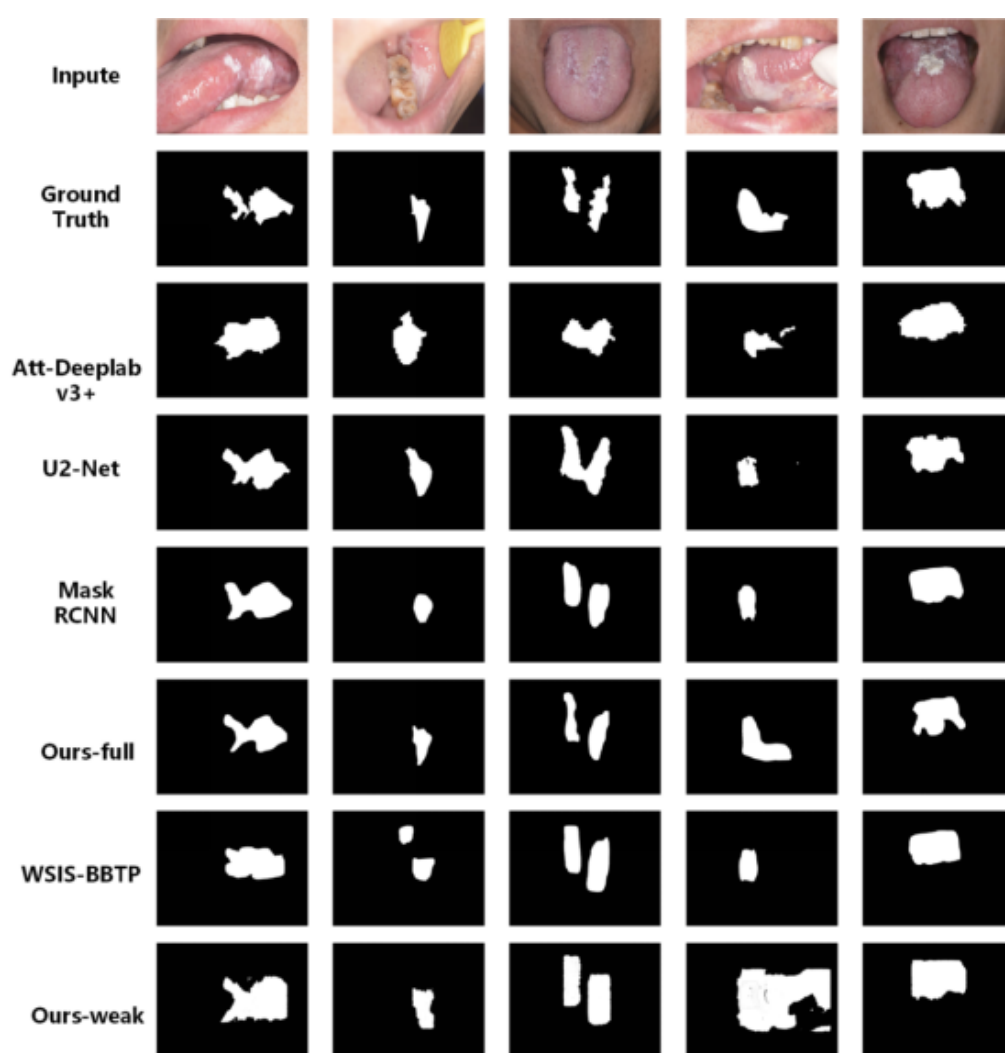 Inpute
Ground
Truth
Att-Deeplab
v3+
U2-Net
Mask
RCNN
Ours-full
WSIS-BBTP
Ours-weak